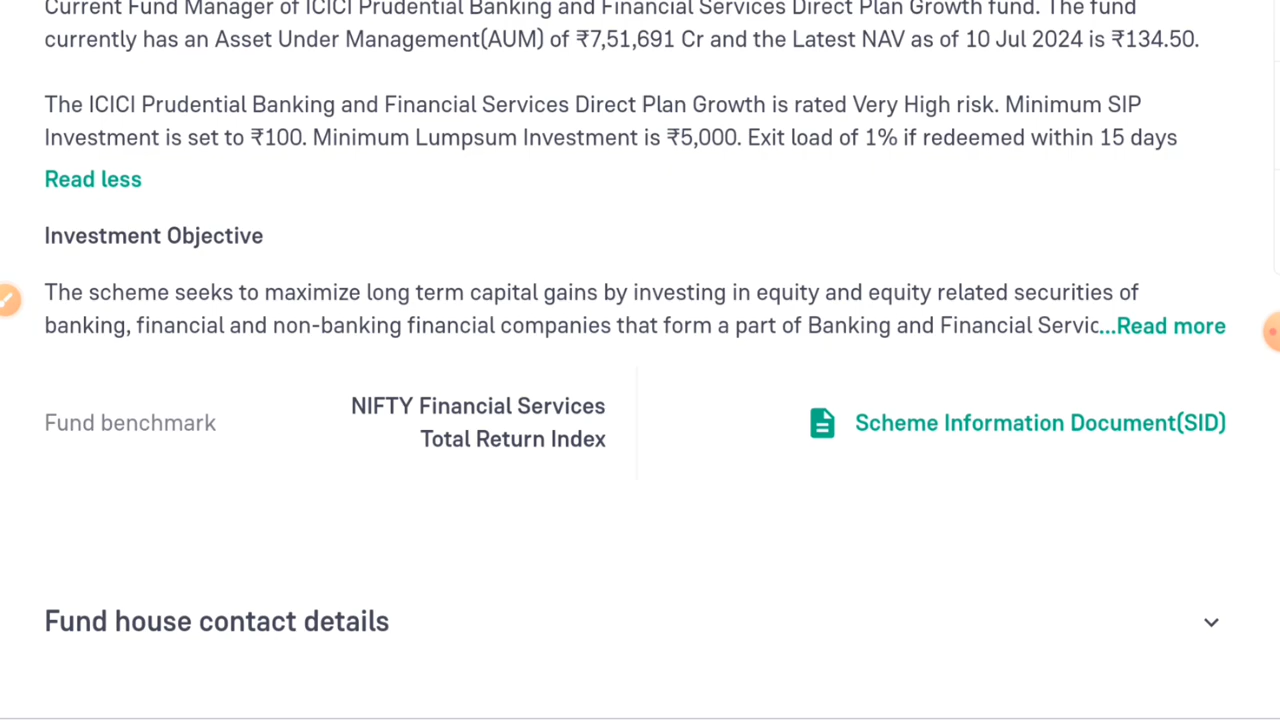 Current Fund Manager of ICICI Prudential Banking and Financial Services Direct Plan Growth fund. The fund
currently has an Asset Under Management(AUM) of ₹7,51,691 Cr and the Latest NAV as of 10 Jul 2024 is ₹134.50.
The ICICI Prudential Banking and Financial Services Direct Plan Growth is rated Very High risk. Minimum SIP
Investment is set to ₹100. Minimum Lumpsum Investment is ₹5,000. Exit load of 1% if redeemed within 15 days
Read less
Investment Objective
The scheme seeks to maximize long term capital gains by investing in equity and equity related securities of
banking, financial and non-banking financial companies that form a part of Banking and Financial Servic...Read more
Fund benchmark
NIFTY Financial Services
Total Return Index
Scheme Information Document(SID)
Fund house contact details